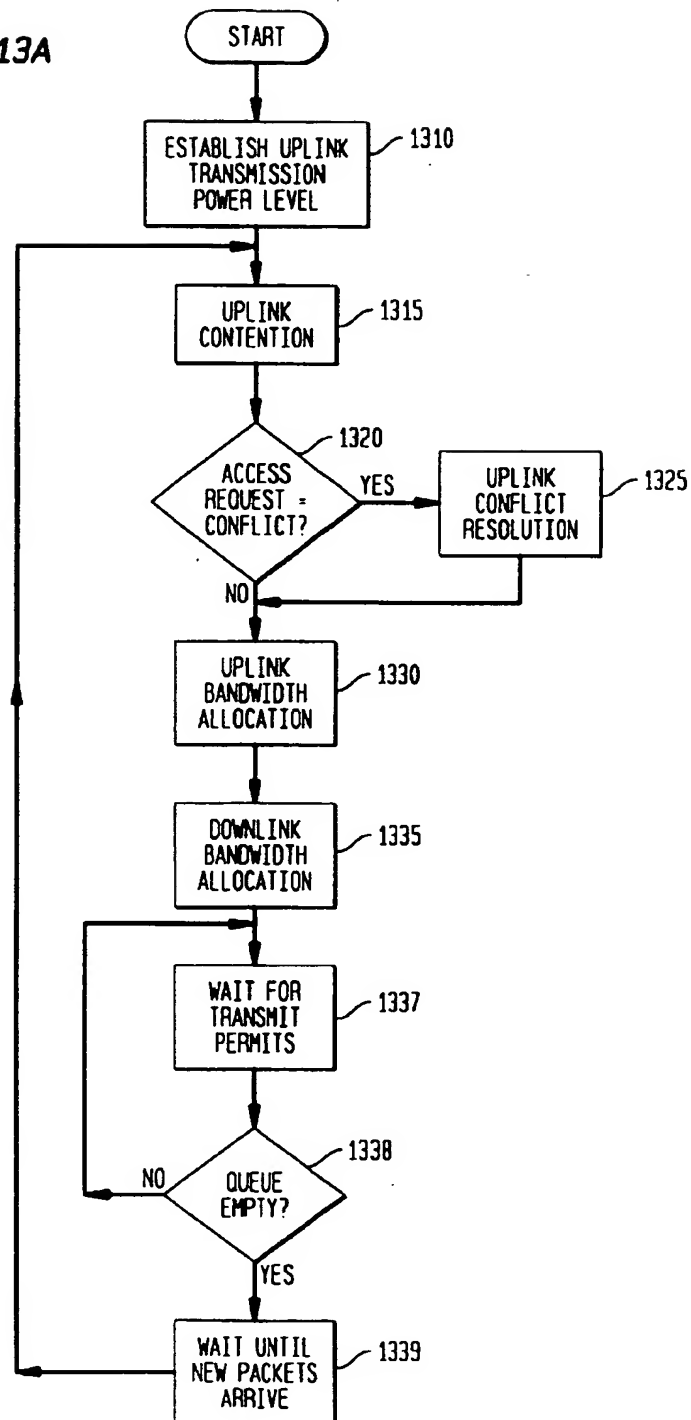 13A
START
ESTABLISH UPLINK
TRANSMISSION
POWER LEVEL
1310
UPLINK
CONTENTION
1315
ACCESS
REQUEST =
CONFLICT?
1320
YES
UPLINK
CONFLICT
RESOLUTION
1325
NO
UPLINK
BANDWIDTH
ALLOCATION
1330
DOWNLINK
BANDWIDTH
ALLOCATION
1335
WAIT FOR
TRANSMIT
PERMITS
1337
QUEUE
EMPTY?
1338
NO
YES
WAIT UNTIL
NEW PACKETS
ARRIVE
1339